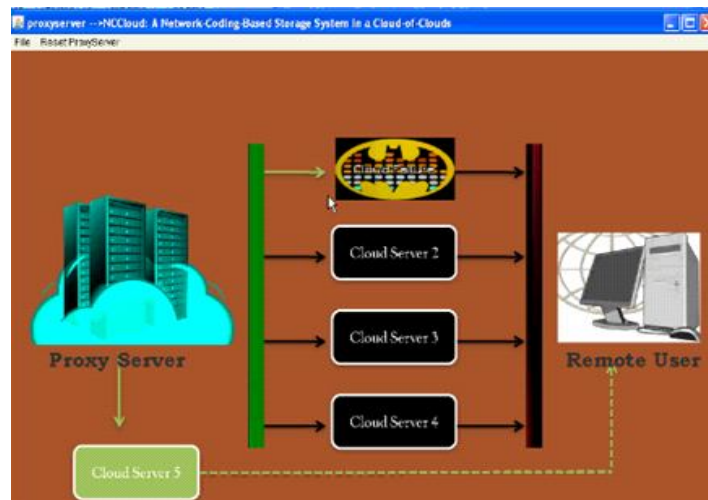 proxyserver -->NCCloud: A Network-Coding-Based Storage System in a Cloud-of-Clouds
File Reset ProxyServer
Cloud Server 2
Cloud Server 3
Proxy Server
Remote User
Cloud Server 4
Cloud Server 5